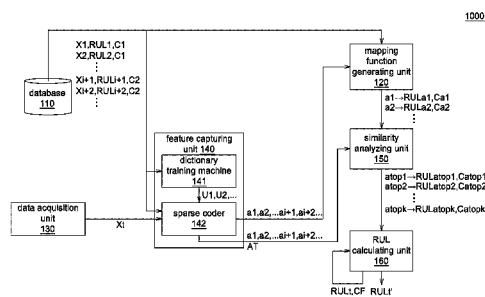 1000
X1,RUL1,C1
X2,RUL2,C1
⋮
Xi+1,RULi+1,C2
Xi+2,RULi+2,C2
⋮
database
110
mapping
function
generating unit
120
a1→RULa1,Ca1
a2→RULa2,Ca2
⋮
feature capturing
unit 140
dictionary
training machine
141
U1,U2,...
similarity
analyzing unit
150
data acquisition
unit
130
Xt
sparse coder
142
a1,a2,...ai+1,ai+2...
a1,a2,...ai+1,ai+2...
AT
atop1→RULatop1,Catop1
atop2→RULatop2,Catop2
⋮
atopk→RULatopk,Catopk
RUL
calculating unit
160
RULt,CF
RULt'